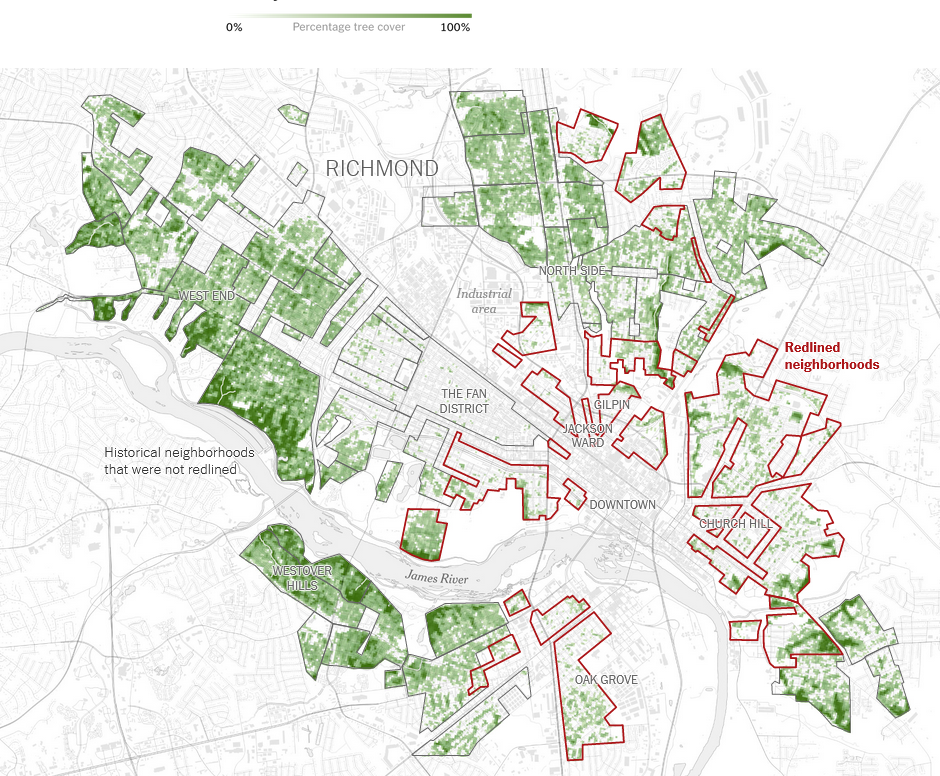 0%
Percentage tree cover
100%
RICHMOND
NORTH SIDE
Industrial
area
WEST END
Redlined
neighborhoods
THE FAN
DISTRICT
GILPIN
JACKSON
WARD
Historical neighborhoods
that were not redlined
DOWNTOWN
CHURCH HILL
WESTOVER
HILLS
James River
OAK GROVE